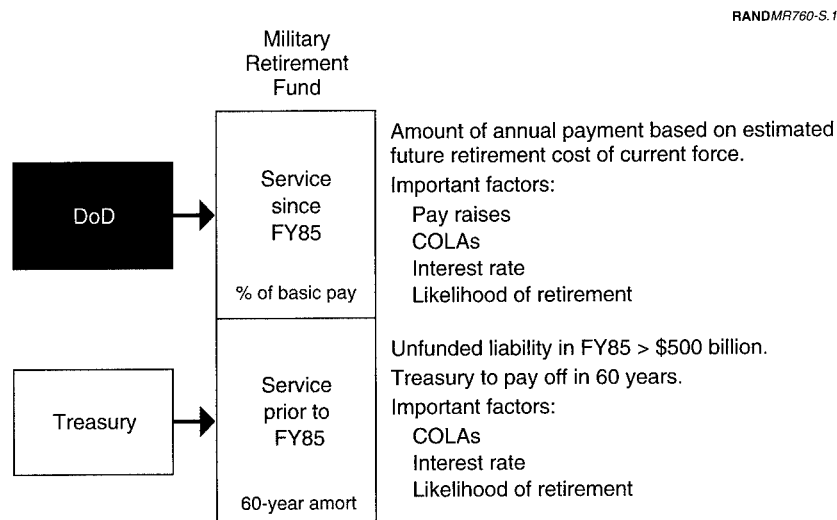 RANDMR760-S.1
Military
Retirement
Fund
DoD
Service
since
FY85
% of basic pay
Amount of annual payment based on estimated
future retirement cost of current force.
Important factors:
Pay raises
COLAs
Interest rate
Likelihood of retirement
Treasury
Service
prior to
FY85
60-year amort
Unfunded liability in FY85 > $500 billion.
Treasury to pay off in 60 years.
Important factors:
COLAs
Interest rate
Likelihood of retirement